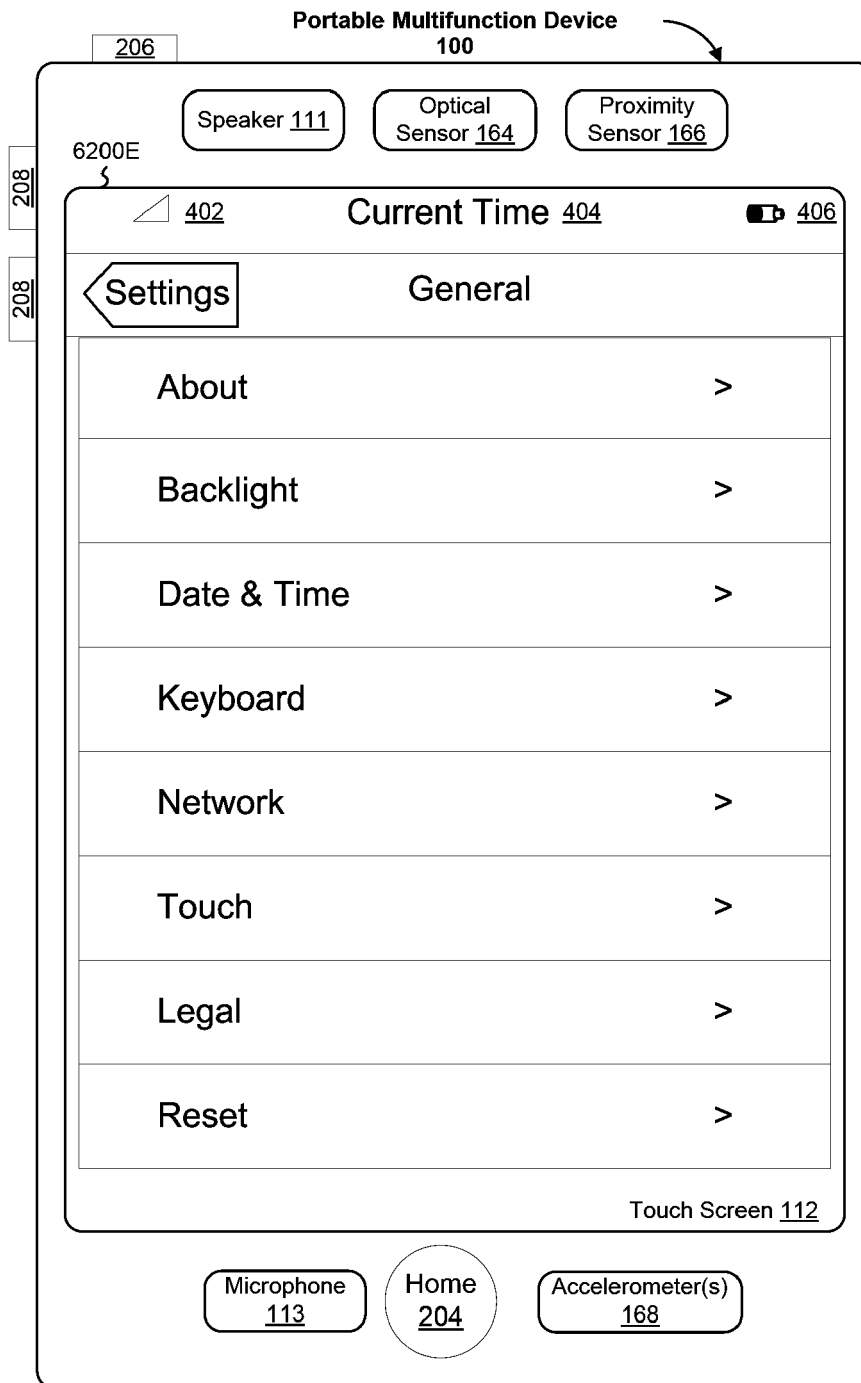 Portable Multifunction Device
100
206
Speaker 111
Optical
Sensor 164
Proximity
Sensor 166
6200E
208
208
402
Current Time 404
406
Settings
General
About >
Backlight >
Date & Time >
Keyboard >
Network >
Touch >
Legal >
Reset >
Touch Screen 112
Microphone
113
Home
204
Accelerometer(s)
168